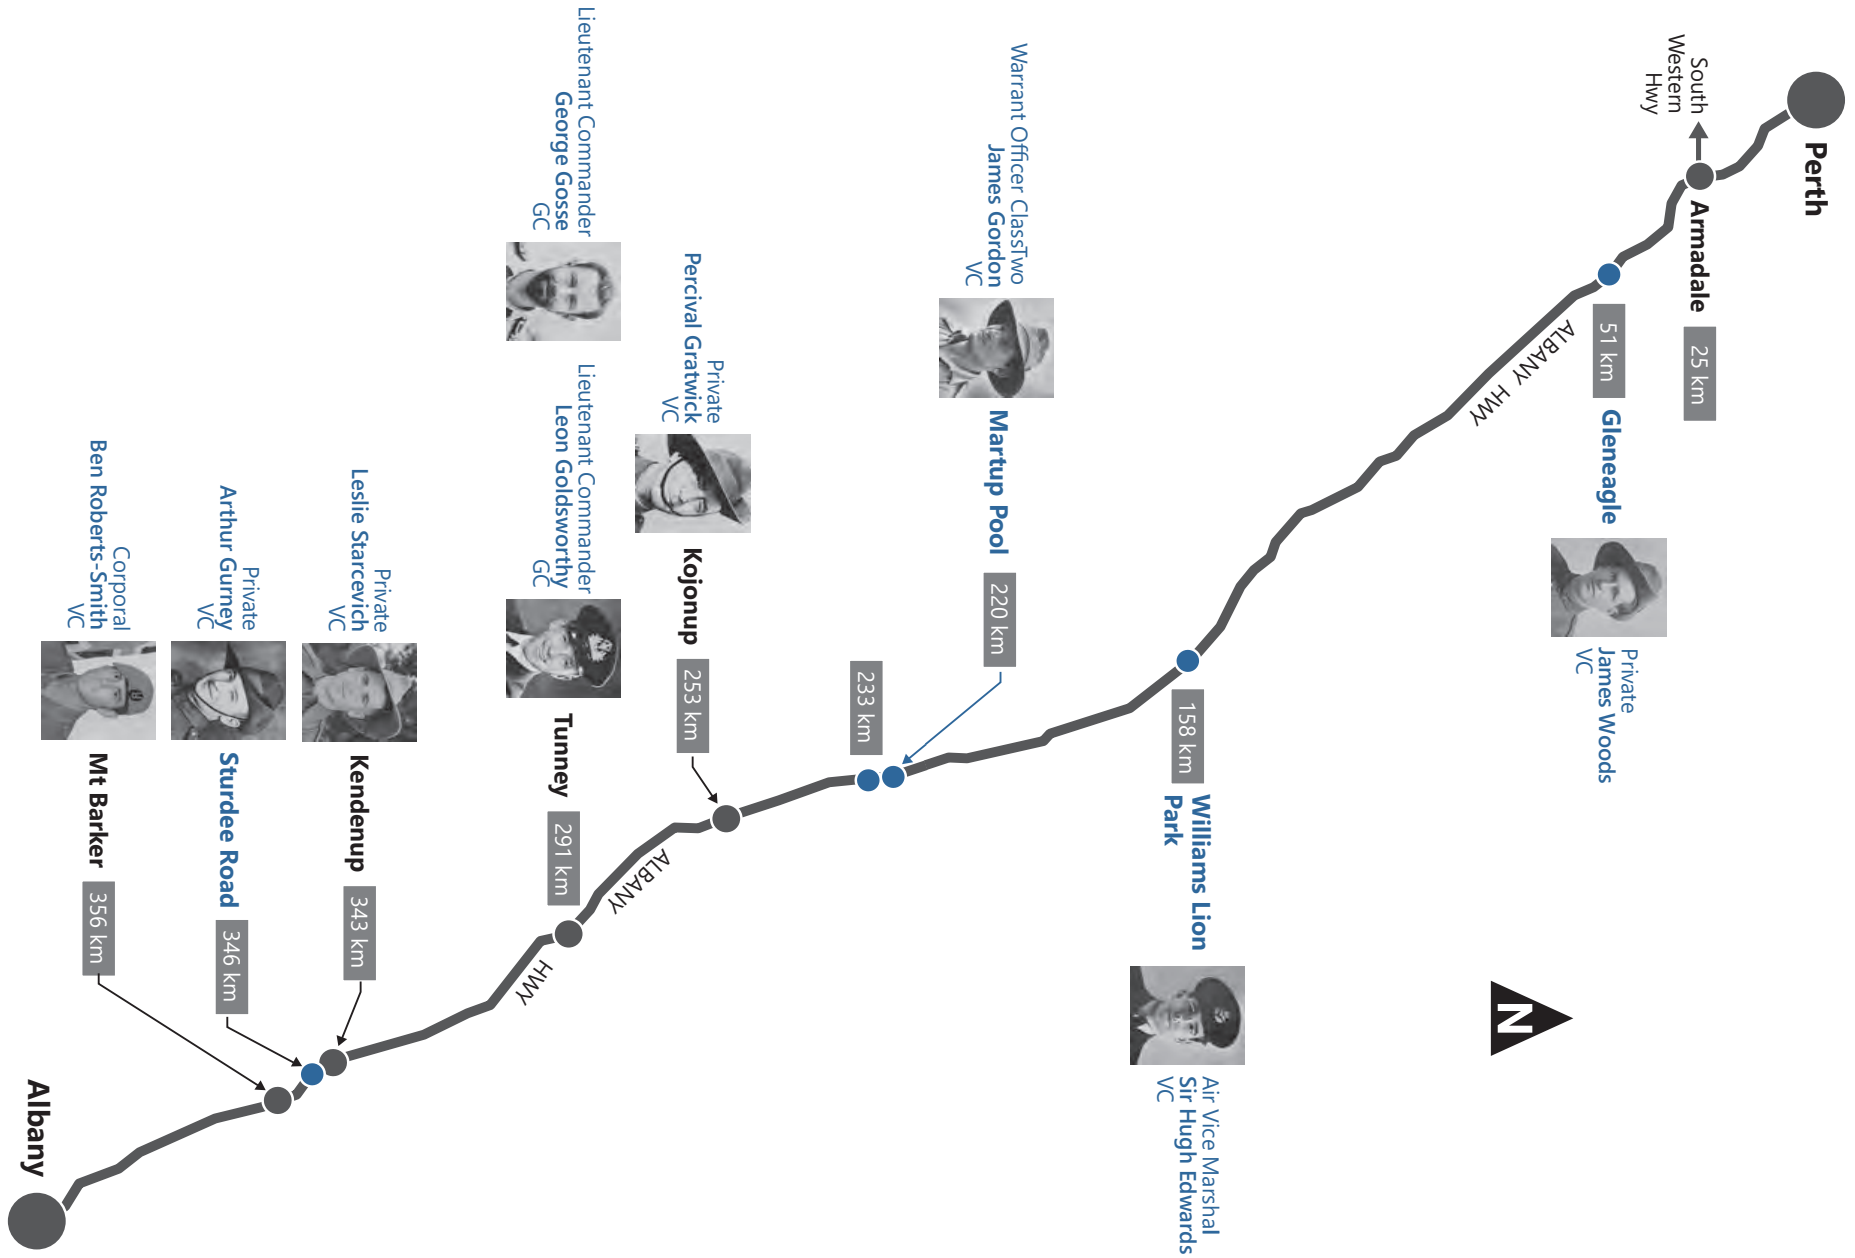 Perth
South
Western
Hwy
Armadale
25 km
51 km
Gleneagle
Private
James Woods
VC
ALBANY HWY
N
158 km
Williams Lion
Park
Air Vice Marshal
Sir Hugh Edwards
VC
Warrant Officer ClassTwo
James Gordon
VC
Martup Pool
220 km
233 km
Private
Percival Gratwick
VC
Kojonup
253 km
ALBANY
HWY
Lieutenant Commander
George Gosse
GC
Lieutenant Commander
Leon Goldsworthy
GC
Tunney
291 km
Private
Leslie Starcevich
VC
Kendenup
343 km
Private
Arthur Gurney
VC
Sturdee Road
346 km
Corporal
Ben Roberts-Smith
VC
Mt Barker
356 km
Albany